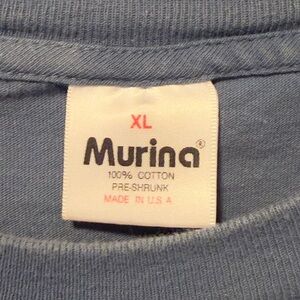 XL
Murina®
100% COTTON
PRE-SHRUNK
MADE IN U.S.A